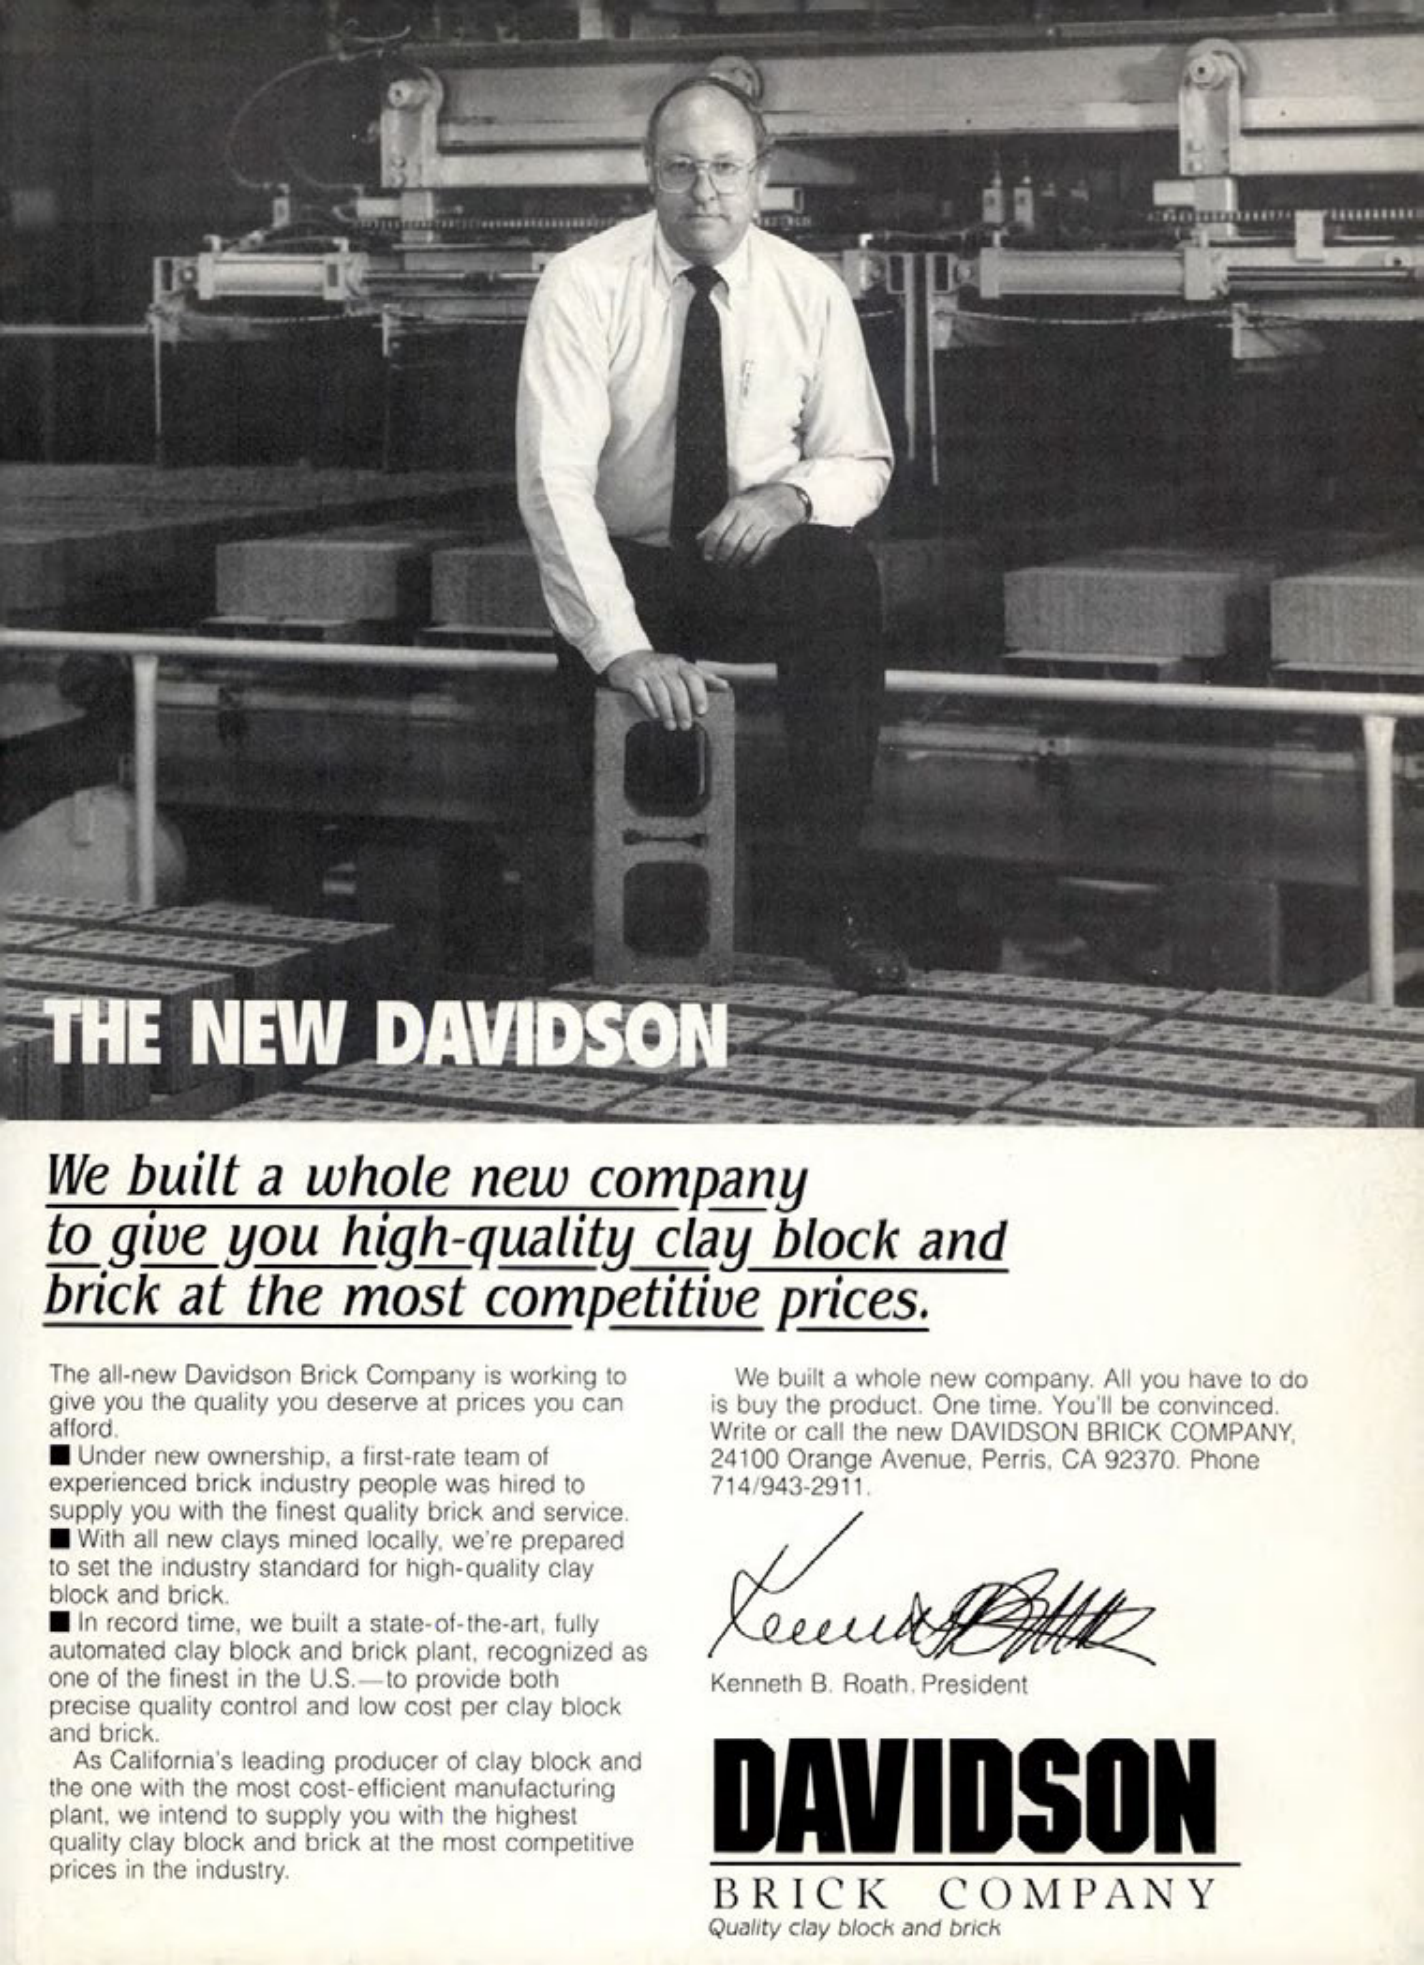 THE NEW DAVIDSON
We built a whole new company
to give you high-quality clay block and
brick at the most competitive prices.
The all-new Davidson Brick Company is working to
give you the quality you deserve at prices you can
afford.
■ Under new ownership, a first-rate team of
experienced brick industry people was hired to
supply you with the finest quality brick and service.
■ With all new clays mined locally, we're prepared
to set the industry standard for high-quality clay
block and brick.
■ In record time, we built a state-of-the-art, fully
automated clay block and brick plant, recognized as
one of the finest in the U.S.—to provide both
precise quality control and low cost per clay block
and brick.
As California's leading producer of clay block and
the one with the most cost-efficient manufacturing
plant, we intend to supply you with the highest
quality clay block and brick at the most competitive
prices in the industry.
We built a whole new company. All you have to do
is buy the product. One time. You'll be convinced.
Write or call the new DAVIDSON BRICK COMPANY,
24100 Orange Avenue, Perris, CA 92370. Phone
714/943-2911.
Kenneth B. Roath
Kenneth B. Roath, President
DAVIDSON
BRICK COMPANY
Quality clay block and brick